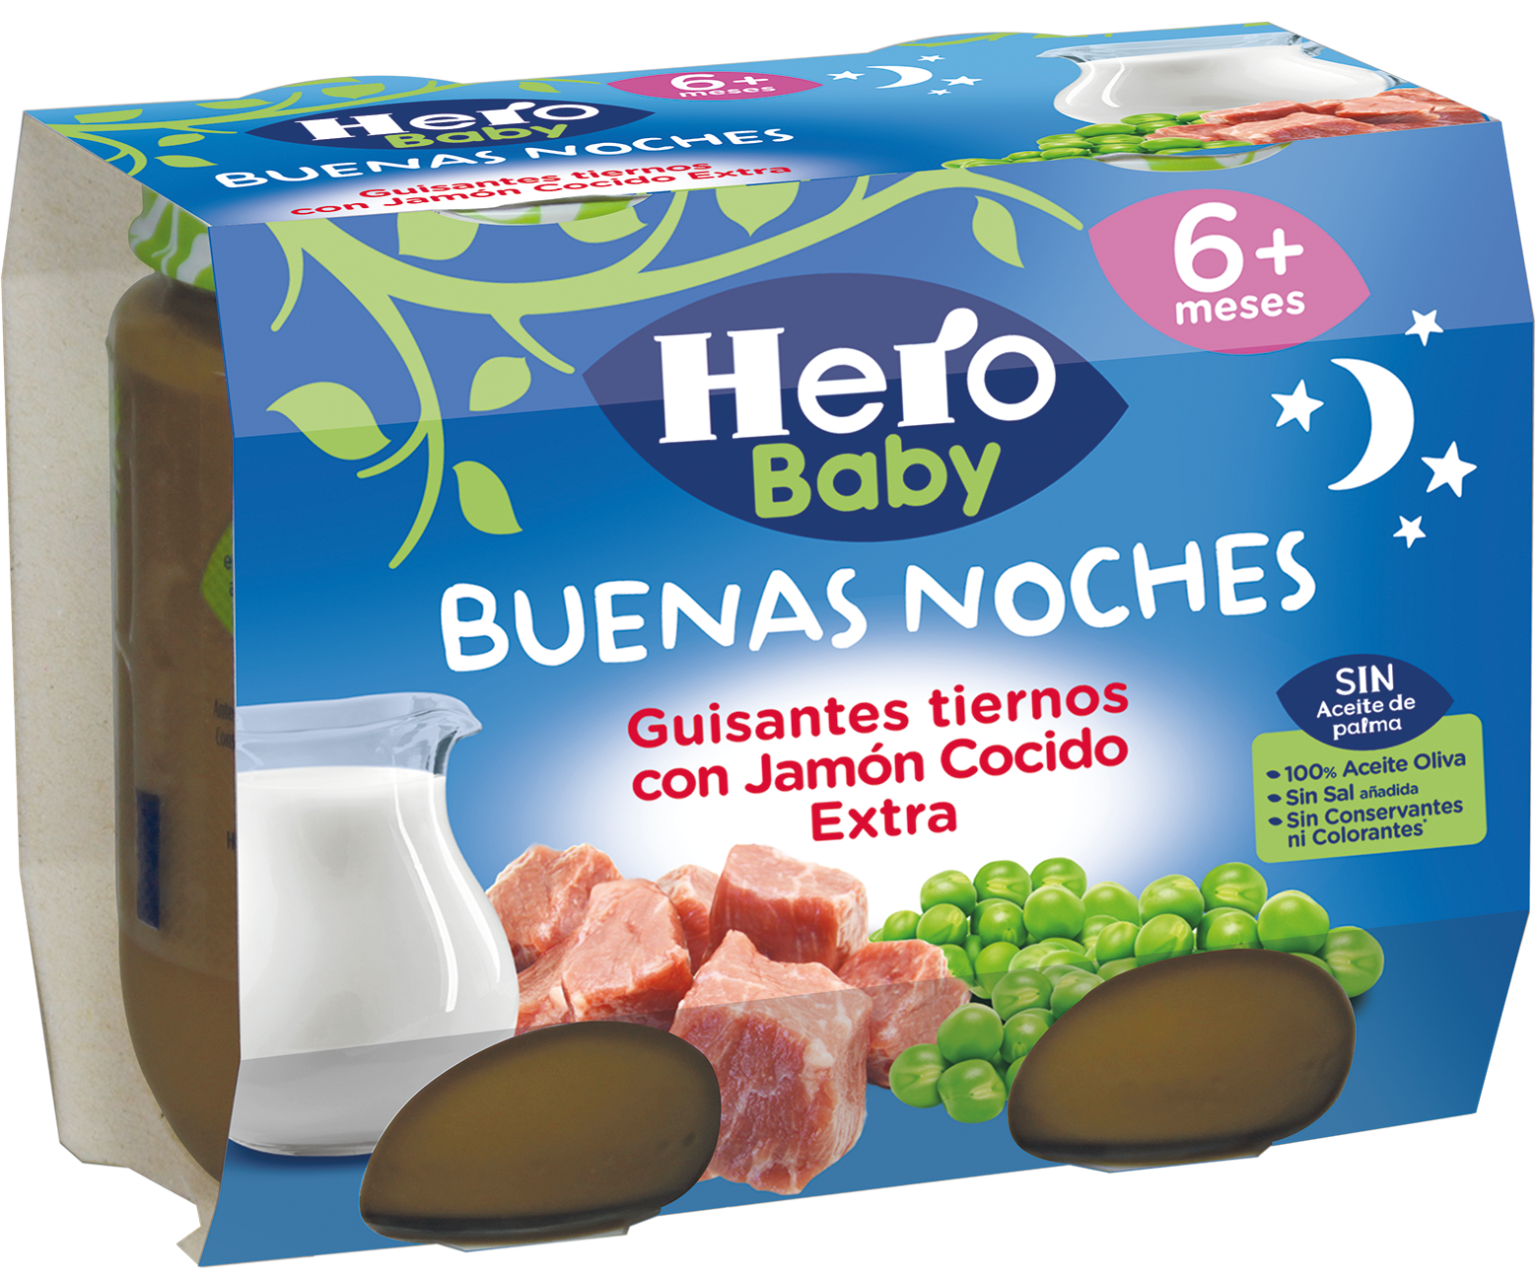 Hero
Baby
6+
meses
BUENAS NOCHES
Guisantes tiernos
con Jamón Cocido Extra
6+
meses
Hero
Baby
BUENAS NOCHES
Guisantes tiernos
con Jamón Cocido
Extra
SIN
Aceite de
palma
• 100% Aceite Oliva
• Sin Sal añadida
• Sin Conservantes
ni Colorantes*